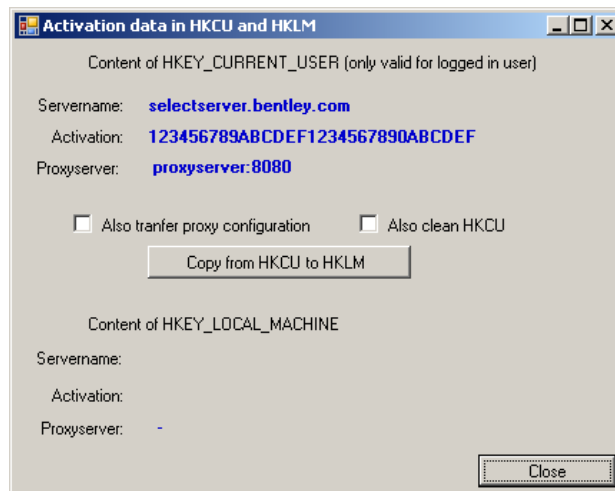 Activation data in HKCU and HKLM
Content of HKEY_CURRENT_USER (only valid for logged in user)
Servername: selectserver.bentley.com
Activation: 123456789ABCDEF1234567890ABCDEF
Proxyserver: proxyserver:8080
Also tranfer proxy configuration Also clean HKCU
Copy from HKCU to HKLM
Content of HKEY_LOCAL_MACHINE
Servername:
Activation:
Proxyserver: -
Close